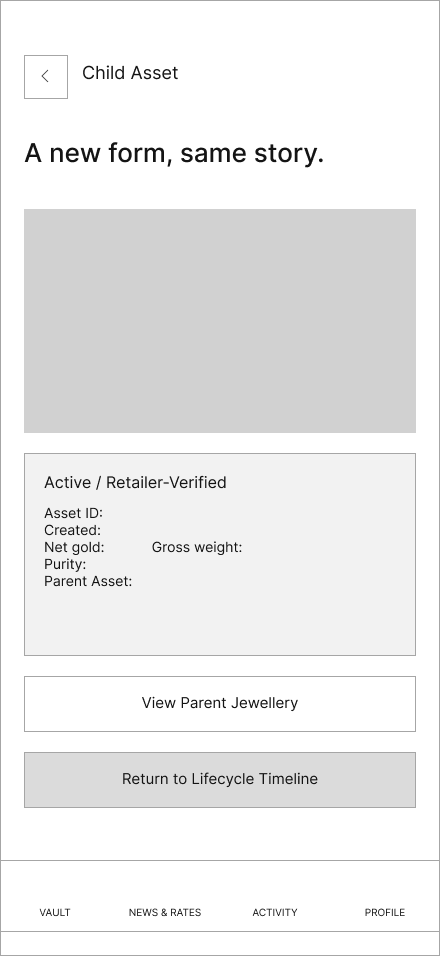 Child Asset
A new form, same story.
Active / Retailer-Verified
Asset ID:
Created:
Net gold: Gross weight:
Purity:
Parent Asset:
View Parent Jewellery
Return to Lifecycle Timeline
VAULT NEWS & RATES ACTIVITY PROFILE